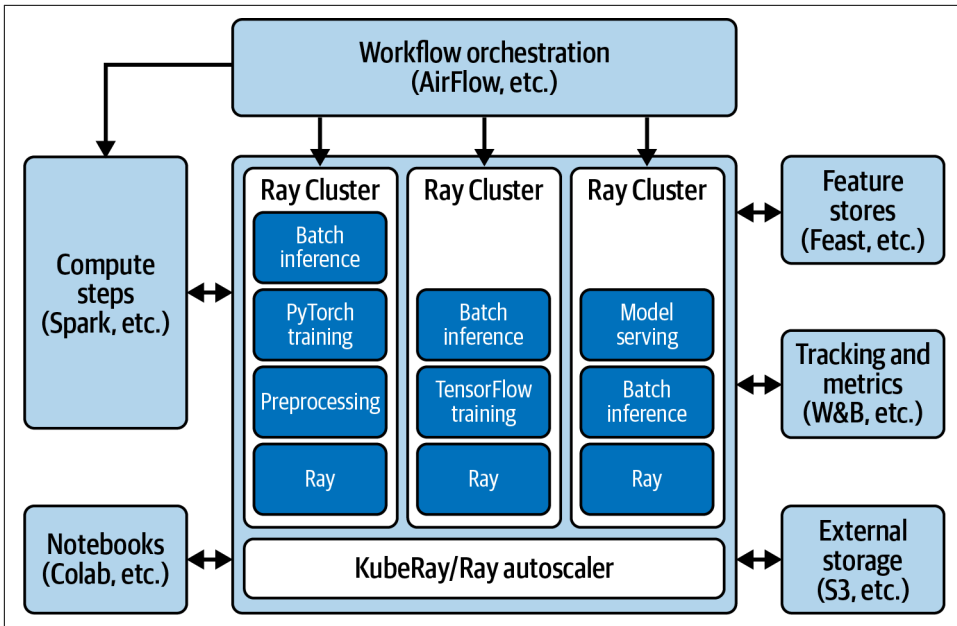 Workflow orchestration
(AirFlow, etc.)
Compute
steps
(Spark, etc.)
Notebooks
(Colab, etc.)
Ray Cluster
Batch
inference
PyTorch
training
Preprocessing
Ray
Ray Cluster
Batch
inference
TensorFlow
training
Ray
Ray Cluster
Model
serving
Batch
inference
Ray
KubeRay/Ray autoscaler
Feature
stores
(Feast, etc.)
Tracking and
metrics
(W&B, etc.)
External
storage
(S3, etc.)